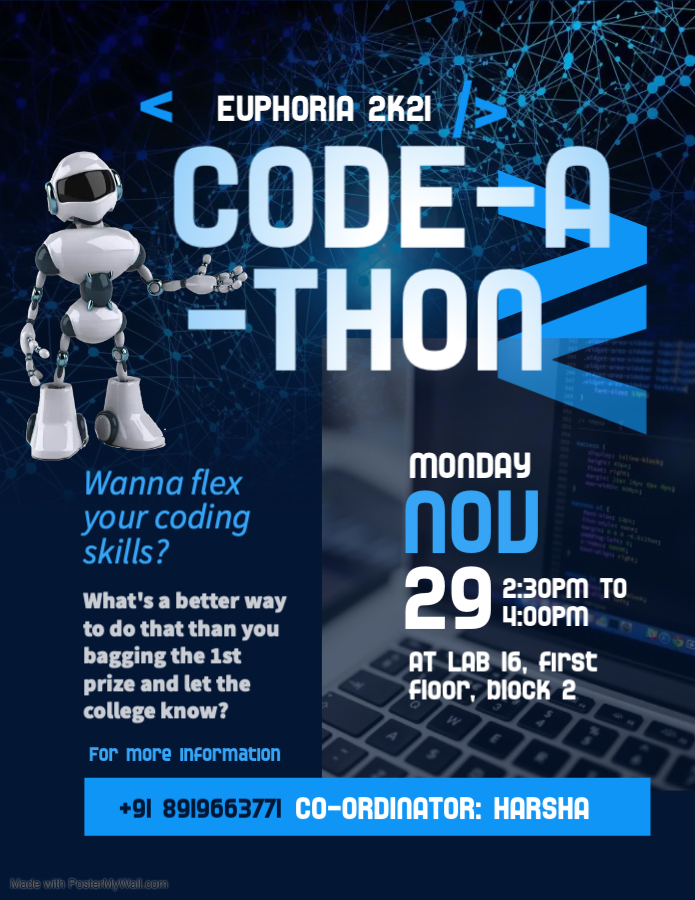 < EUPHORIA 2K21 />
CODE-A
-THON
Wanna flex
your coding
skills?
What's a better way
to do that than you
bagging the 1st
prize and let the
college know?
For more information
MONDAY
NOV
29 2:30PM TO
4:00PM
AT LAB 16, first
floor, block 2
+91 8919663771 CO-ORDINATOR: HARSHA
Made with PosterMyWall.com